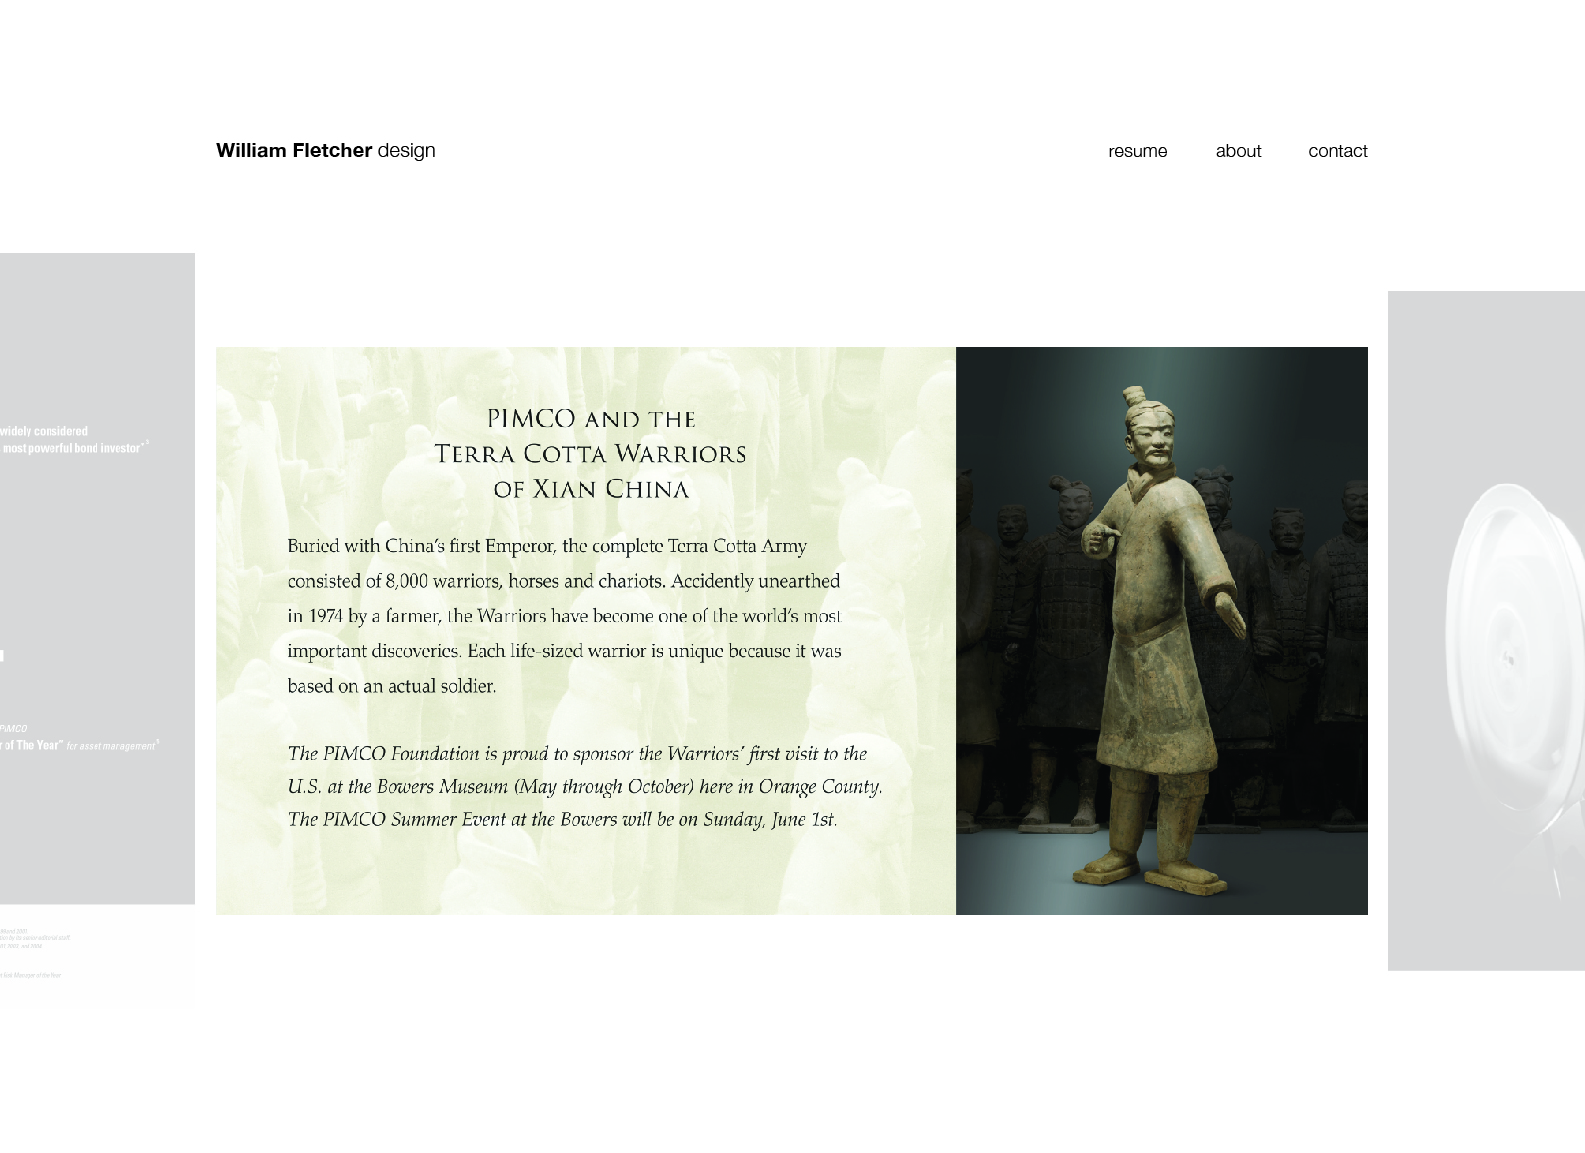 William Fletcher design
resume about contact
widely considered
most powerful bond investor"
PIMCO
of The Year" for asset management
PIMCO AND THE
TERRA COTTA WARRIORS
OF XIAN CHINA
Buried with China's first Emperor, the complete Terra Cotta Army
consisted of 8,000 warriors, horses and chariots. Accidently unearthed
in 1974 by a farmer, the Warriors have become one of the world's most
important discoveries. Each life-sized warrior is unique because it was
based on an actual soldier.
The PIMCO Foundation is proud to sponsor the Warriors' first visit to the
U.S. at the Bowers Museum (May through October) here in Orange County.
The PIMCO Summer Event at the Bowers will be on Sunday, June 1st.